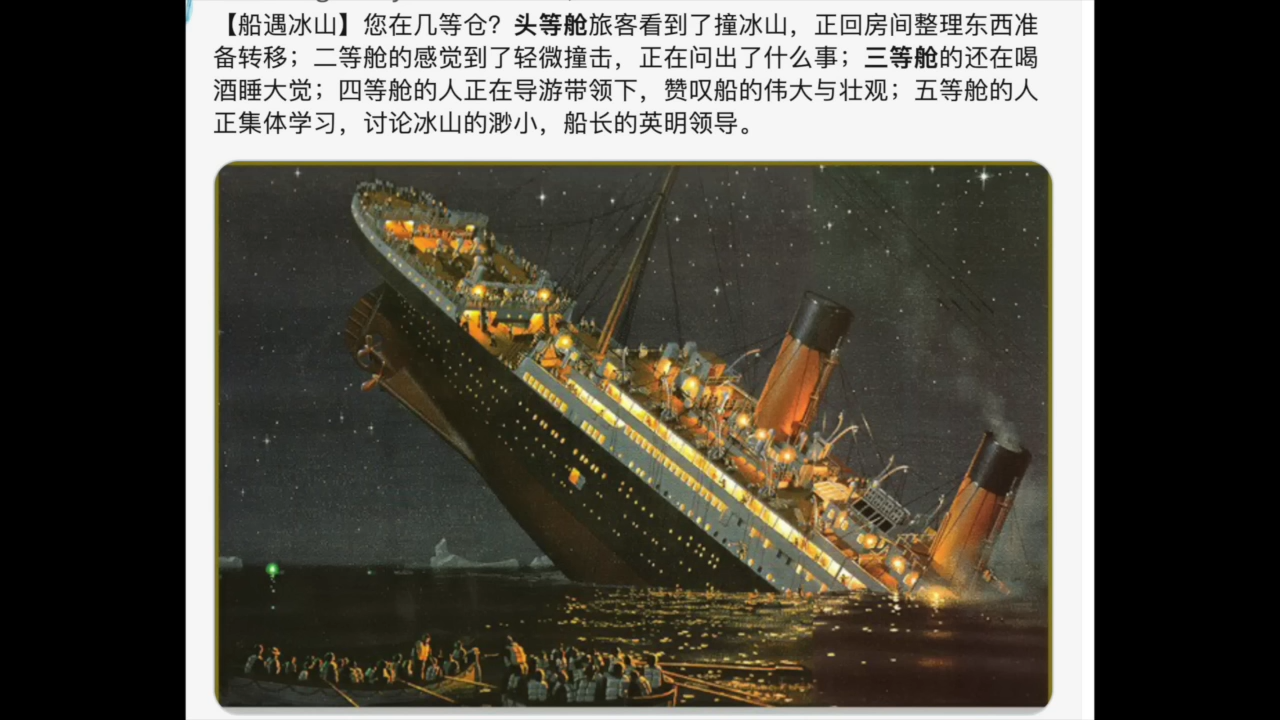 【船遇冰山】您在几等仓？头等舱旅客看到了撞冰山，正回房间整理东西准
备转移；二等舱的感觉到了轻微撞击，正在问出了什么事；三等舱的还在喝
酒睡大觉；四等舱的人正在导游带领下，赞叹船的伟大与壮观；五等舱的人
正集体学习，讨论冰山的渺小，船长的英明领导。